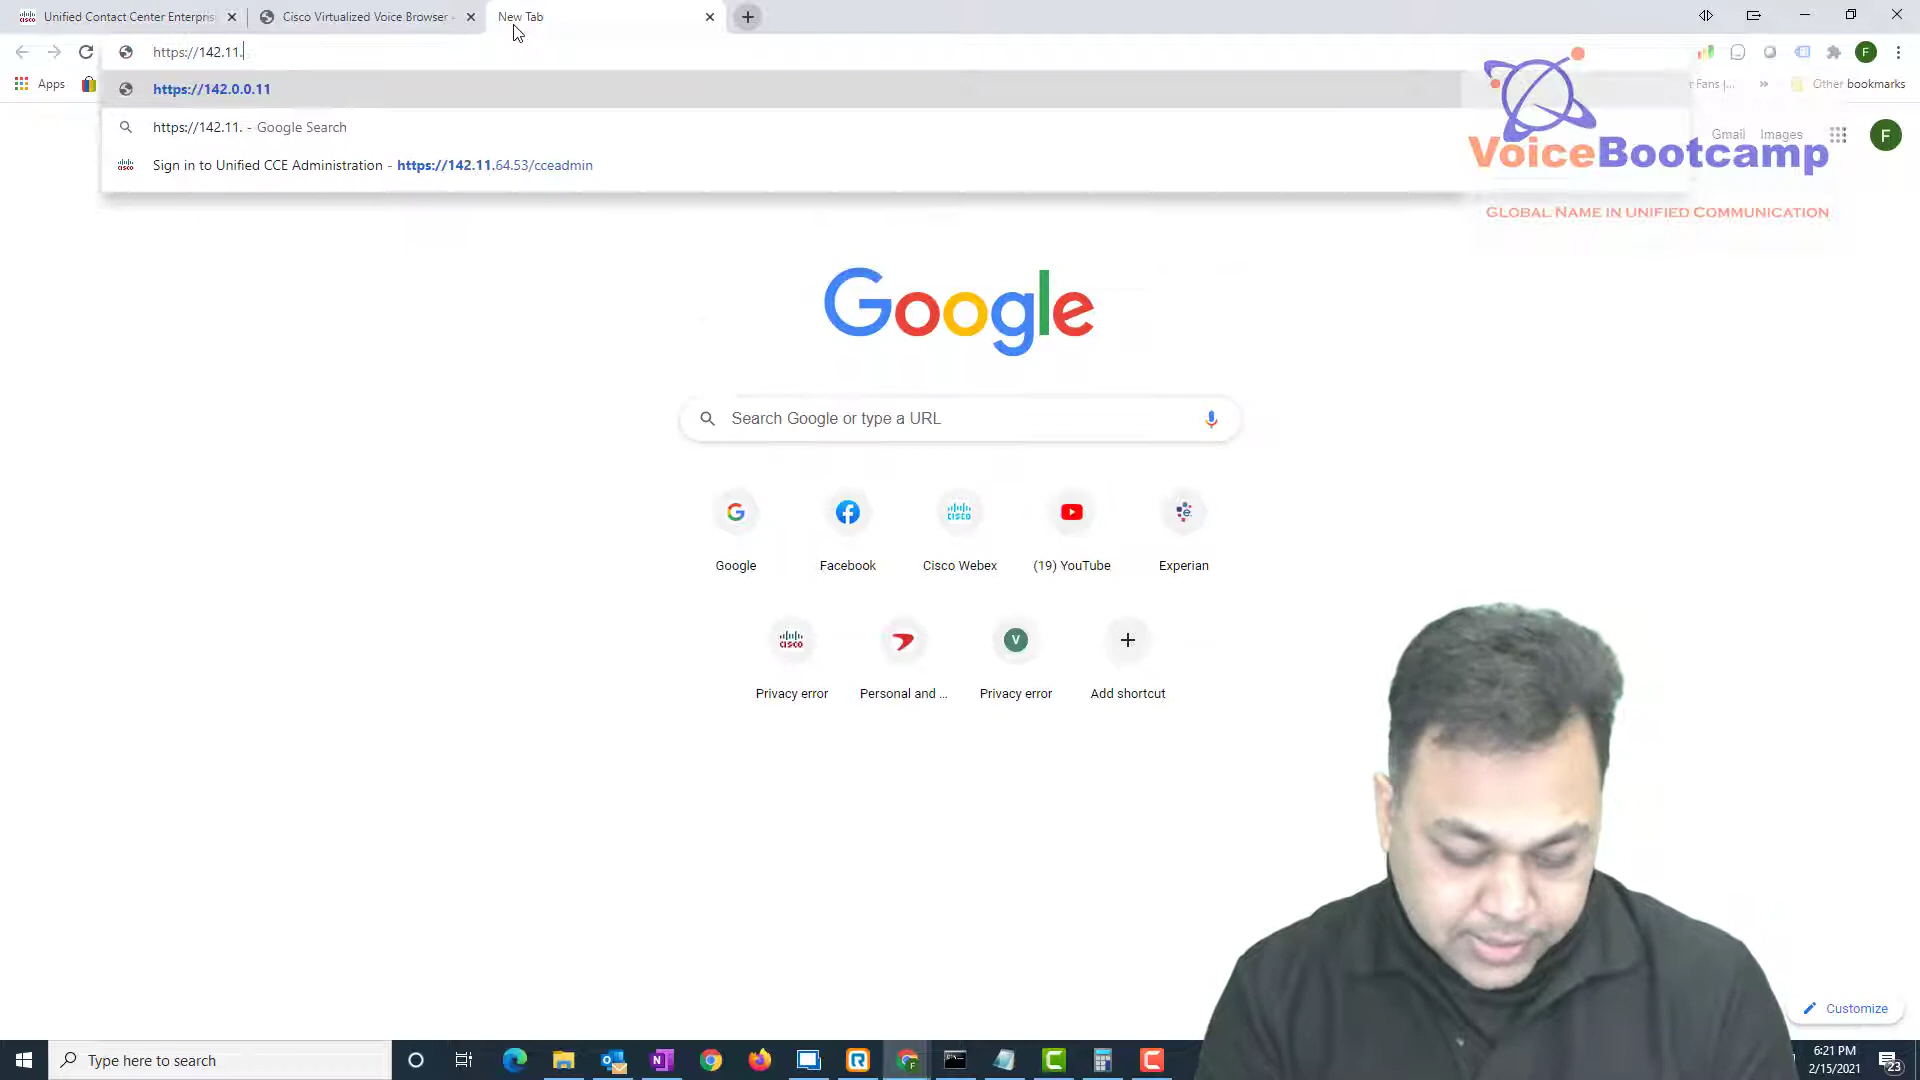 Unified Contact Center Enterpris
Cisco Virtualized Voice Browser -
New Tab
https://142.11.
Apps
Other bookmarks
https://142.0.0.11
https://142.11. - Google Search
Sign in to Unified CCE Administration - https://142.11.64.53/cceadmin
Gmail
Images
F
VoiceBootcamp
GLOBAL NAME IN UNIFIED COMMUNICATION
Google
Search Google or type a URL
Google
Facebook
Cisco Webex
(19) YouTube
Experian
Privacy error
Personal and ...
Privacy error
Add shortcut
Customize
Type here to search
6:21 PM
2/15/2021
23